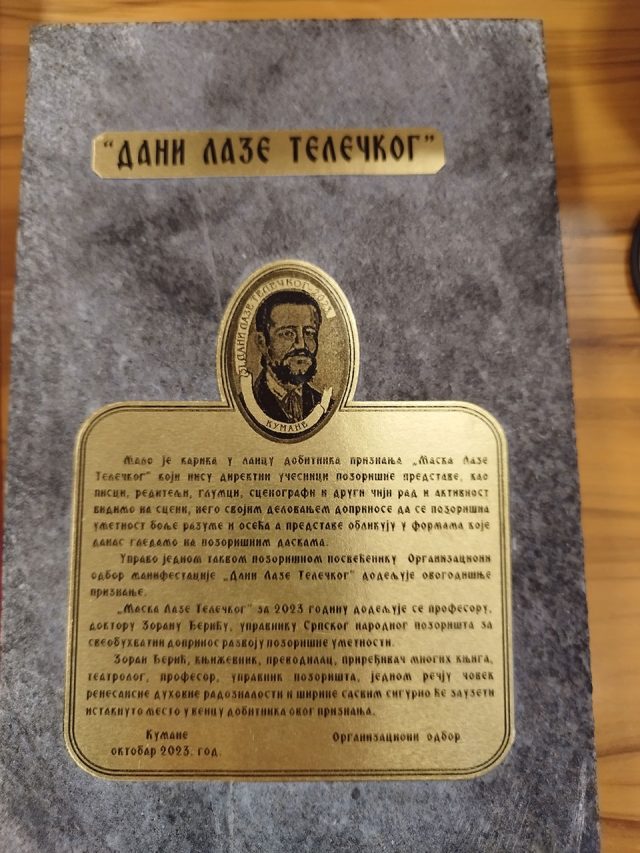 "ДАНИ ЛАЗЕ ТЕЛЕЧКОГ"
ДАНИ ЛАЗЕ ТЕЛЕЧКОГ 2023
КУМАНЕ
Мало је карика у ланцу добитника признања „Маска Лазе
Телечког" који нису директни учесници позоришне представе, као
писци, редитељи, глумци, сценографи и други чији рад и активност
видимо на сцени, него својим деловањем доприносе да се позоришна
уметност боље разуме и осећа а представе обликују у формама које
данас гледамо на позоришним даскама.
Управо једном таквом позоришном посвећенику Организациони
одбор манифестације „Дани Лазе Телечког" додељује овогодишње
признање.
„Маска Лазе Телечког" за 2023 годину додељује се професору,
доктору Зорану Ђерићу, управнику Српског народног позоришта за
свеобухватни допринос развоју позоришне уметности.
Зоран Ђерић, књижевник, преводилац, приређивач многих књига,
театролог, професор, управник позоришта, једном речју човек
ренесансне духовне радозналости и ширине сасвим сигурно ће заузети
истакнуто место у венцу добитника овог признања.
Кумане Организациони одбор
октобар 2023. год.